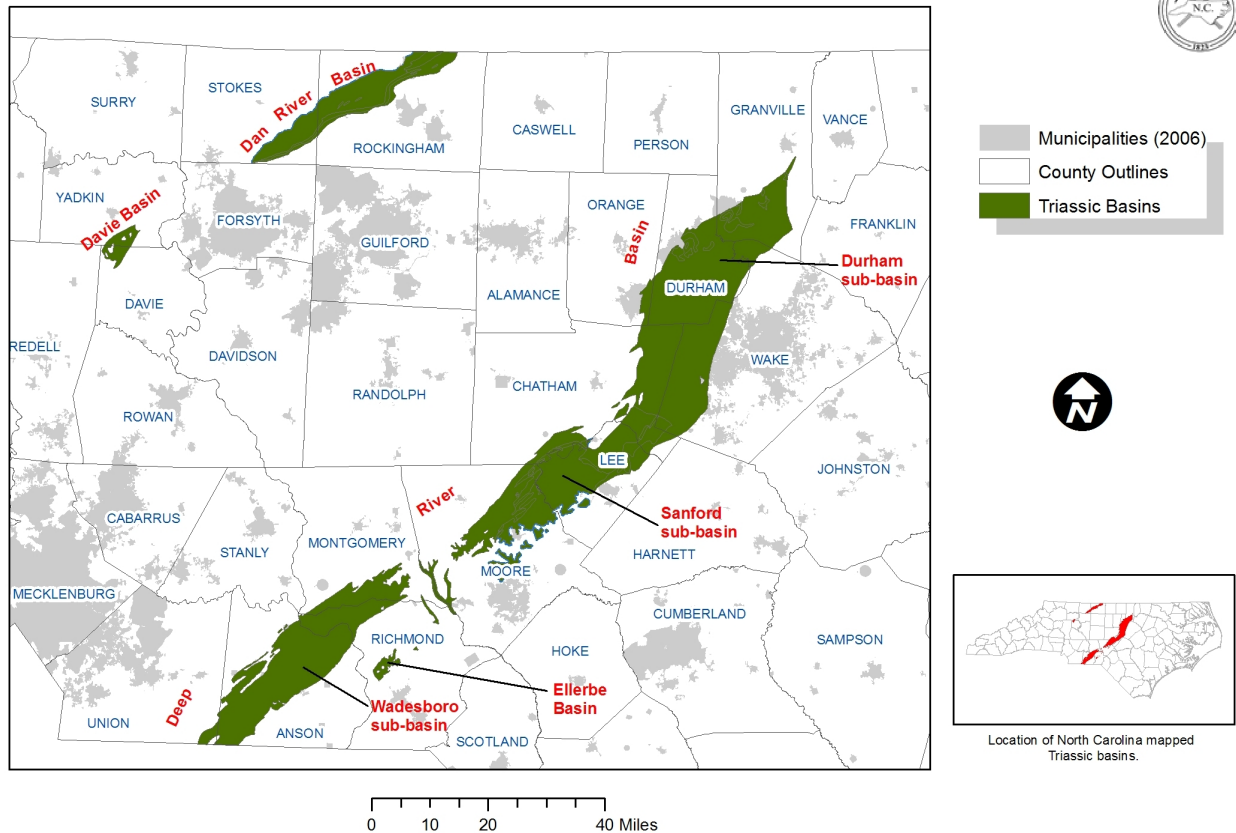 N.C.
1825
SURRY
STOKES
Dan River Basin
ROCKINGHAM
CASWELL
PERSON
GRANVILLE
VANCE
YADKIN
Davie Basin
FORSYTH
GUILFORD
ALAMANCE
ORANGE
Basin
DURHAM
Durham
sub-basin
FRANKLIN
DAVIE
REDELL
DAVIDSON
RANDOLPH
CHATHAM
WAKE
ROWAN
LEE
JOHNSTON
River
Sanford
sub-basin
HARNETT
CABARRUS
STANLY
MONTGOMERY
MOORE
MECKLENBURG
CUMBERLAND
RICHMOND
HOKE
SAMPSON
Ellerbe
Basin
Wadesboro
sub-basin
Deep
UNION
ANSON
SCOTLAND
Municipalities (2006)
County Outlines
Triassic Basins
N
Location of North Carolina mapped
Triassic basins.
0 10 20 40 Miles